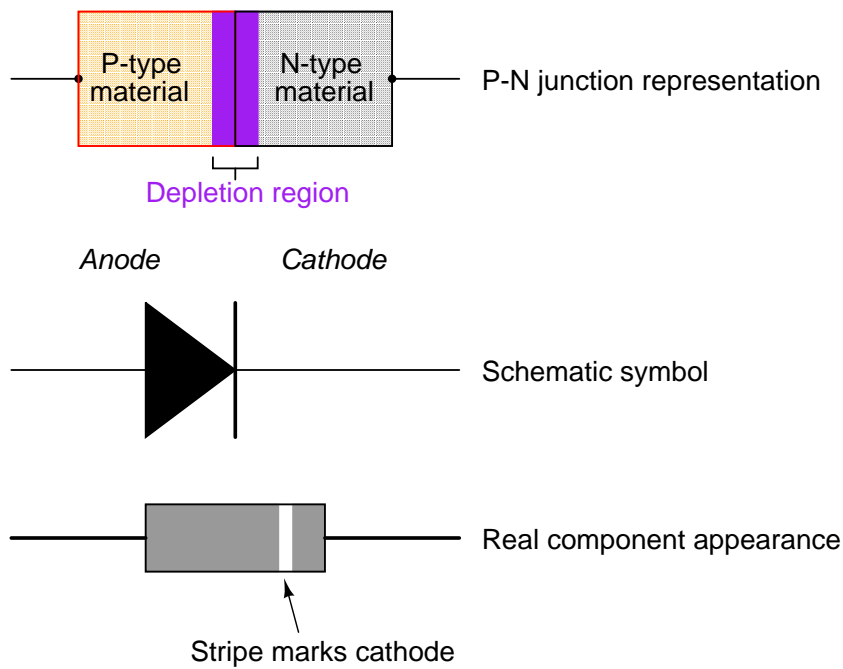 P-type
material
N-type
material
P-N junction representation
Depletion region
Anode
Cathode
Schematic symbol
Real component appearance
Stripe marks cathode